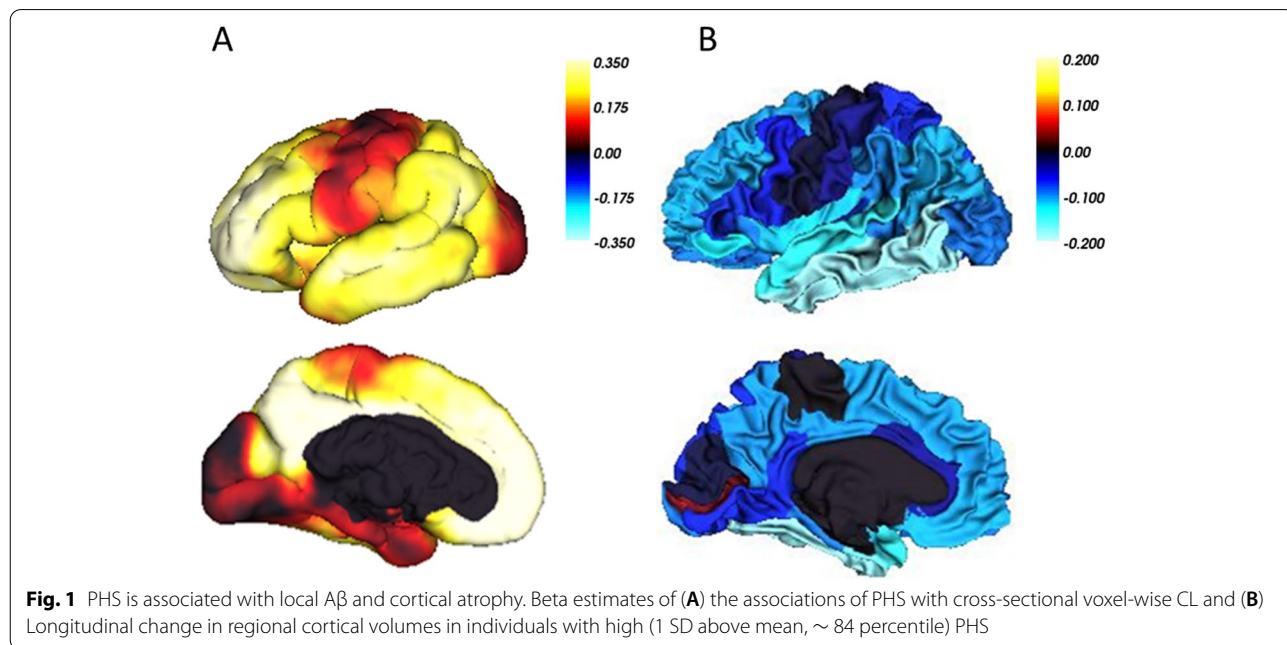 A
B
0.350
0.175
0.00
-0.175
-0.350
0.200
0.100
0.00
-0.100
-0.200
Fig. 1 PHS is associated with local Aβ and cortical atrophy. Beta estimates of (A) the associations of PHS with cross-sectional voxel-wise CL and (B)
Longitudinal change in regional cortical volumes in individuals with high (1 SD above mean, ∼ 84 percentile) PHS